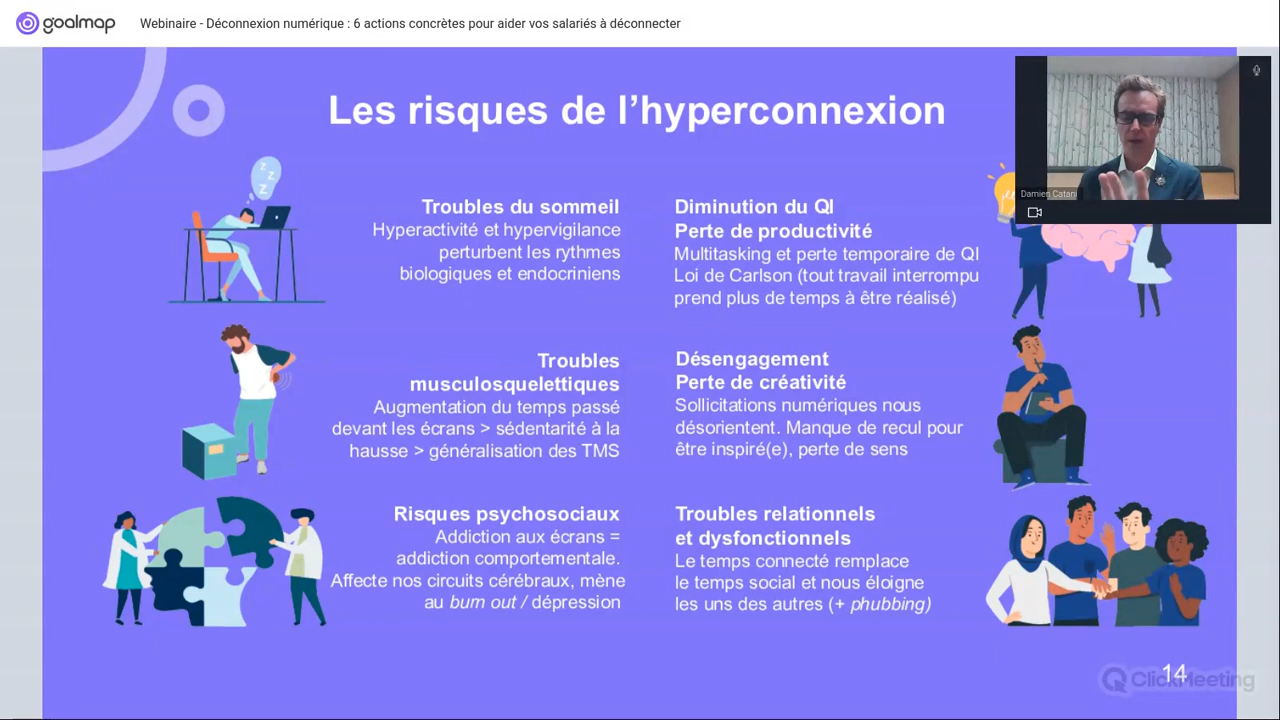 goalmap
Webinaire - Déconnexion numérique : 6 actions concrètes pour aider vos salariés à déconnecter
Les risques de l’hyperconnexion
Damien Catani
z
z
z
Troubles du sommeil
Hyperactivité et hypervigilance
perturbent les rythmes
biologiques et endocriniens
Diminution du QI
Perte de productivité
Multitasking et perte temporaire de QI
Loi de Carlson (tout travail interrompu
prend plus de temps à être réalisé)
Troubles
musculosquelettiques
Augmentation du temps passé
devant les écrans > sédentarité à la
hausse > généralisation des TMS
Désengagement
Perte de créativité
Sollicitations numériques nous
désorientent. Manque de recul pour
être inspiré(e), perte de sens
Risques psychosociaux
Addiction aux écrans =
addiction comportementale.
Affecte nos circuits cérébraux, mène
au burn out / dépression
Troubles relationnels
et dysfonctionnels
Le temps connecté remplace
le temps social et nous éloigne
les uns des autres (+ phubbing)
14
ClickMeeting